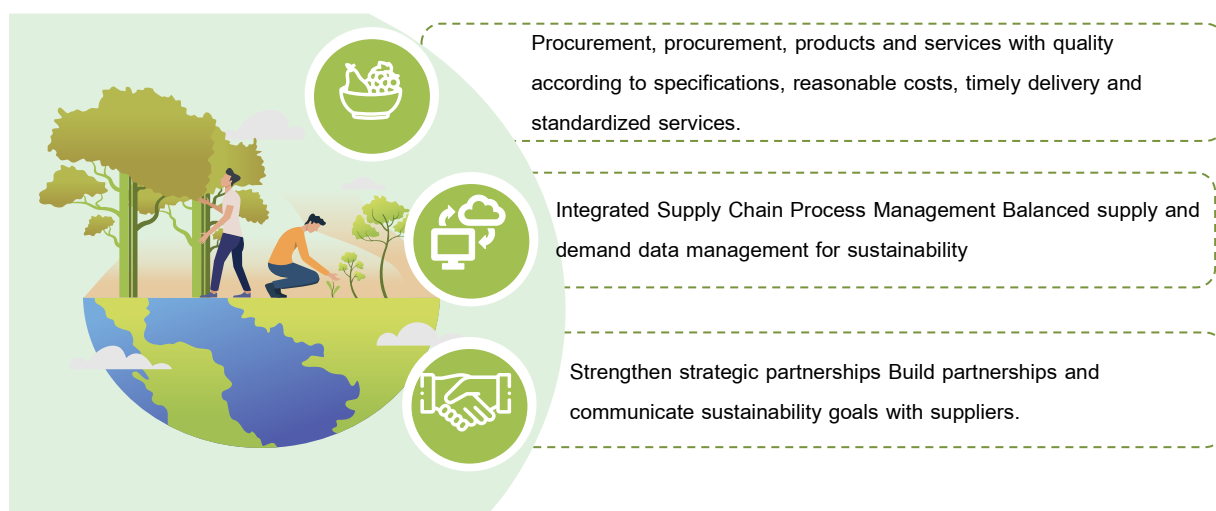 Procurement, procurement, products and services with quality
according to specifications, reasonable costs, timely delivery and
standardized services.
Integrated Supply Chain Process Management Balanced supply and
demand data management for sustainability
Strengthen strategic partnerships Build partnerships and
communicate sustainability goals with suppliers.